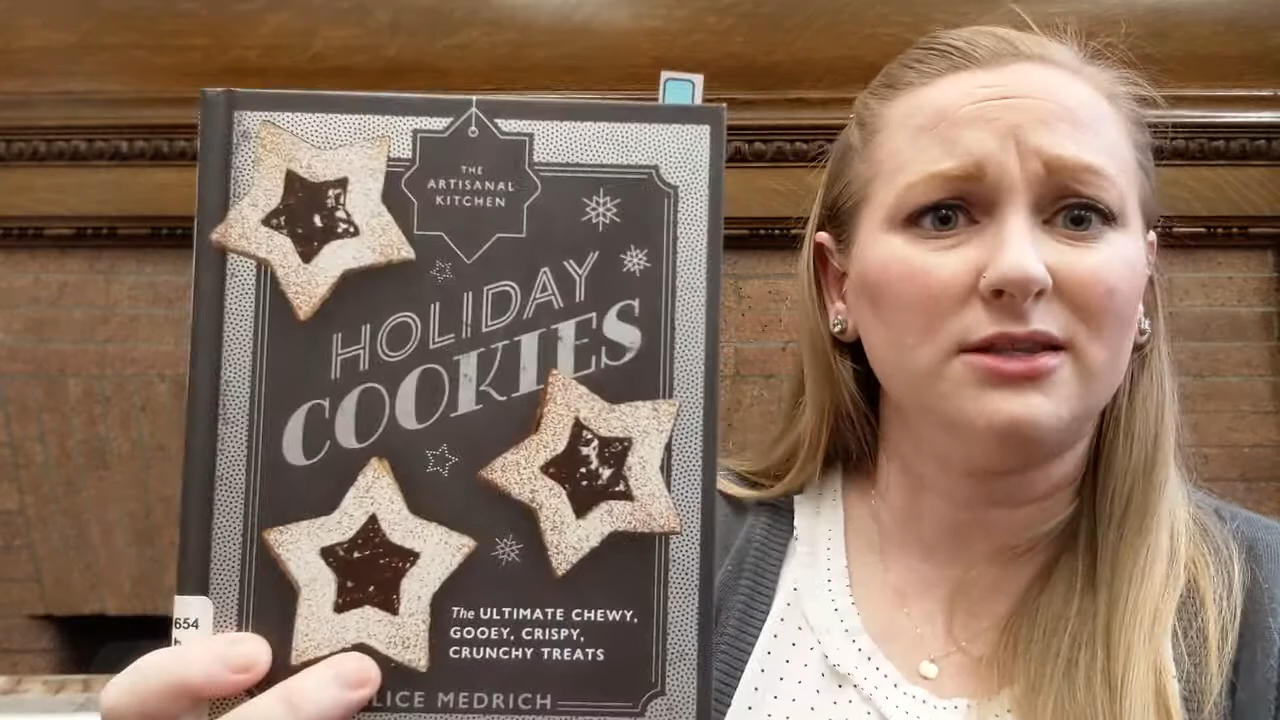 THE
ARTISANAL
KITCHEN
HOLIDAY
COOKIES
The ULTIMATE CHEWY,
GOOEY, CRISPY,
CRUNCHY TREATS
LICE MEDRICH
654